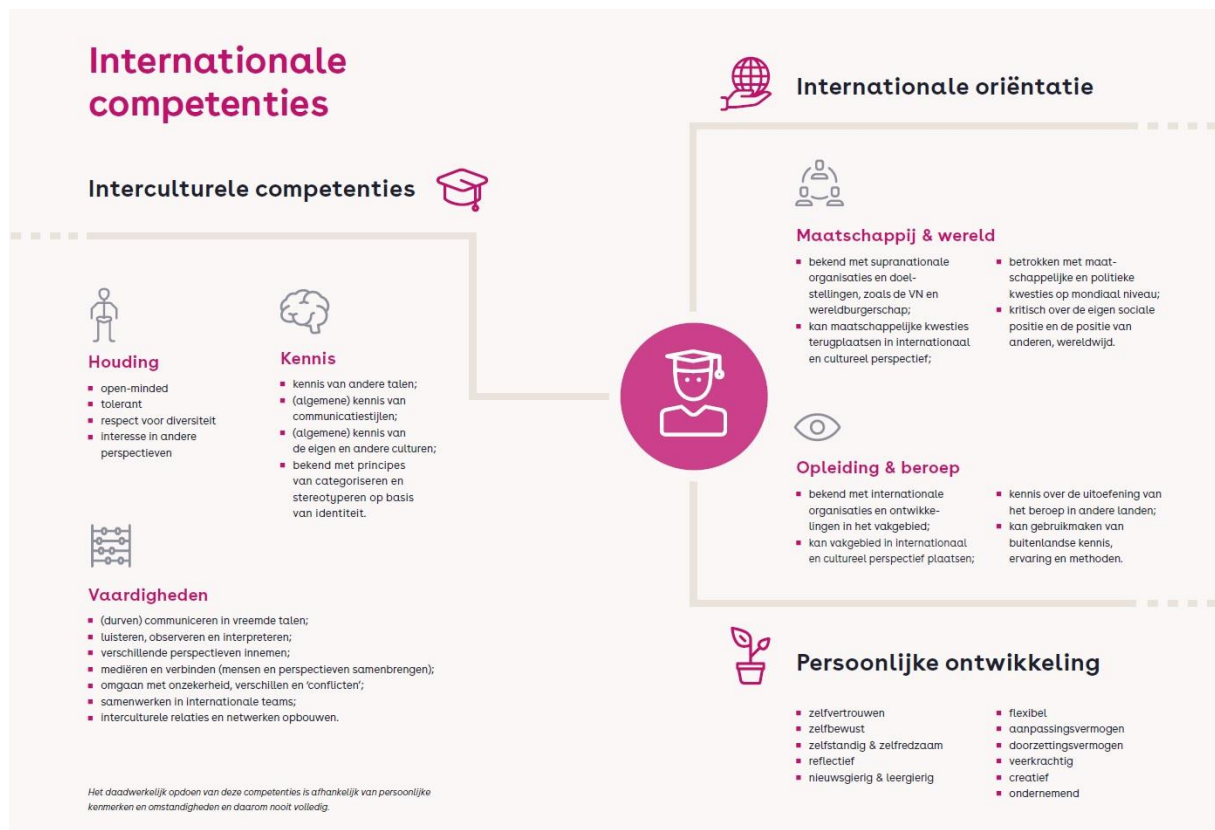 Internationale
competenties
Interculturele competenties
Houding
open-minded
tolerant
respect voor diversiteit
interesse in andere
perspectieven
Kennis
kennis van andere talen;
(algemene) kennis van
communicatiestijlen;
(algemene) kennis van
de eigen en andere culturen;
bekend met principes
van categoriseren en
stereotyperen op basis
van identiteit.
Vaardigheden
(durven) communiceren in vreemde talen;
luisteren, observeren en interpreteren;
verschillende perspectieven innemen;
mediëren en verbinden (mensen en perspectieven samenbrengen);
omgaan met onzekerheid, verschillen en ‘conflicten’;
samenwerken in internationale teams;
interculturele relaties en netwerken opbouwen.
Het daadwerkelijk opdoen van deze competenties is afhankelijk van persoonlijke
kenmerken en omstandigheden en daarom nooit volledig.
Internationale oriëntatie
Maatschappij & wereld
bekend met supranationale
organisaties en doel-
stellingen, zoals de VN en
wereldburgerschap;
kan maatschappelijke kwesties
terugplaatsen in internationaal
en cultureel perspectief;
betrokken met maat-
schappelijke en politieke
kwesties op mondiaal niveau;
kritisch over de eigen sociale
positie en de positie van
anderen, wereldwijd.
Opleiding & beroep
bekend met internationale
organisaties en ontwikke-
lingen in het vakgebied;
kan vakgebied in internationaal
en cultureel perspectief plaatsen;
kennis over de uitoefening van
het beroep in andere landen;
kan gebruikmaken van
buitenlandse kennis,
ervaring en methoden.
Persoonlijke ontwikkeling
zelfvertrouwen
zelfbewust
zelfstandig & zelfredzaam
reflectief
nieuwsgierig & leergierig
flexibel
aanpassingsvermogen
doorzettingsvermogen
veerkrachtig
creatief
ondernemend